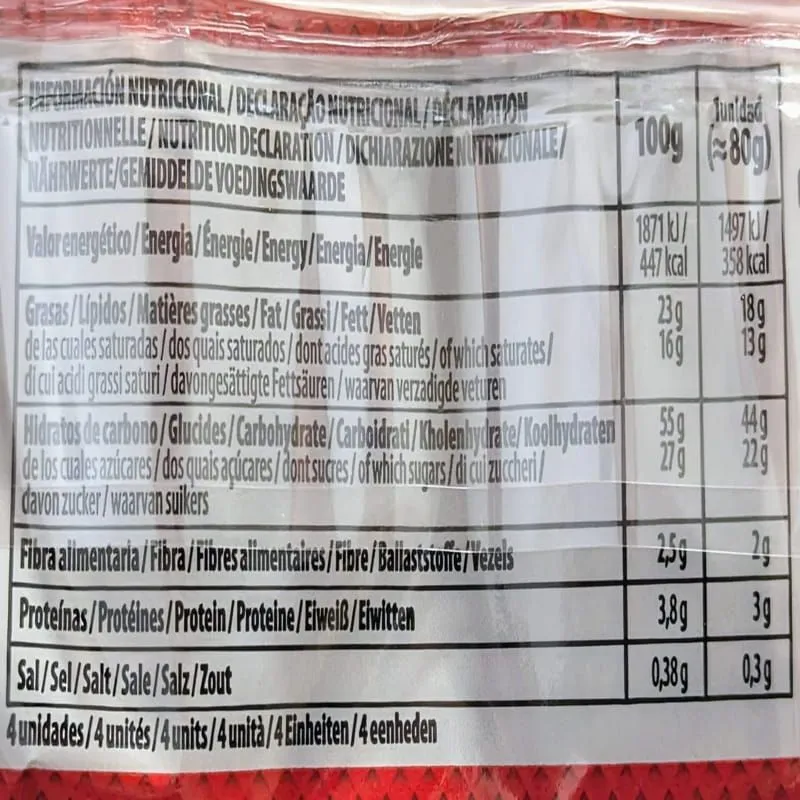 INFORMACIÓN NUTRICIONAL / DECLARAÇÃO NUTRICIONAL / DÉCLARATION
NUTRITIONNELLE / NUTRITION DECLARATION / DICHIARAZIONE NUTRIZIONALE /
NÄHRWERTE/GEMIDDELDE VOEDINGSWAARDE
100g
1unidad
(≈80g)
Valor energético / Energia / Énergie / Energy / Energia / Energie
1871 kJ / 1497 kJ /
447 kcal 358 kcal
Grasas / Lípidos / Matières grasses / Fat / Grassi / Fett / Vetten 23g 18g
de las cuales saturadas / dos quais saturados / dont acides gras saturés / of which saturates / 16g 13g
di cui acidi grassi saturi / davongesättigte Fettsäuren / waarvan verzadigde veturen
Hidratos de carbono / Glucides / Carbohydrate / Carboidrati / Kholenhydrate / Koolhydraten 55g 44g
de los cuales azúcares / dos quais açúcares / dont sucres / of which sugars / di cui zuccheri / 27g 22g
davon zucker / waarvan suikers
Fibra alimentaria / Fibra / Fibres alimentaires / Fibre / Ballaststoffe / Vezels 2,5g 2g
Proteínas / Protéines / Protein / Proteine / Eiweiß / Eiwitten 3,8g 3g
Sal / Sel / Salt / Sale / Salz / Zout 0,38g 0,3g
4 unidades / 4 unités / 4 units / 4 unità / 4 Einheiten / 4 eenheden